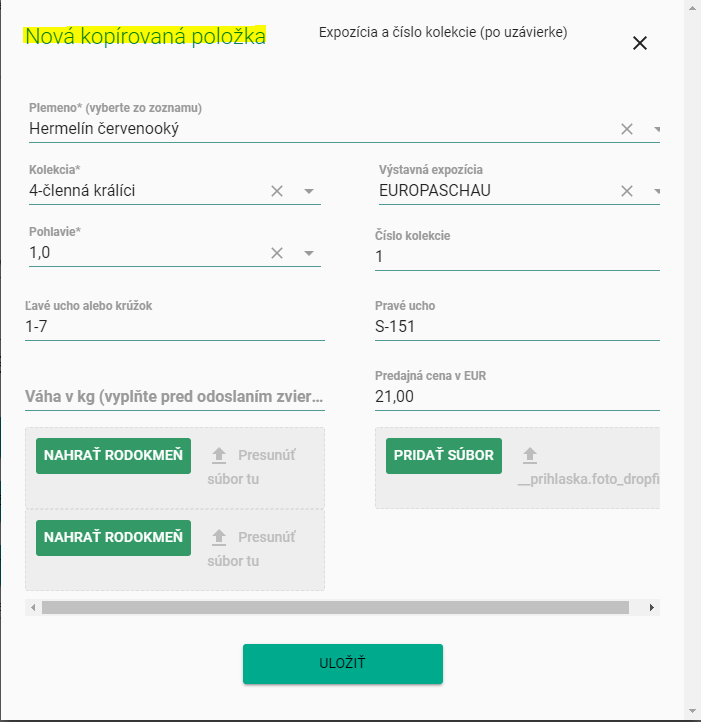 Nová kopírovaná položka
Expozícia a číslo kolekcie (po uzávierke)
Plemeno* (vyberte zo zoznamu)
Hermelín červenooký
Kolekcia*
4-členná králíci
Výstavná expozícia
EUROPASCHAU
Pohlavie*
1,0
Číslo kolekcie
1
Ľavé ucho alebo krúžok
1-7
Pravé ucho
S-151
Váha v kg (vyplňte pred odoslaním zvier...
Predajná cena v EUR
21,00
NAHRAŤ RODOKMEŇ
Presunúť
súbor tu
PRIDAŤ SÚBOR
__prihlaska.foto_dropfi
NAHRAŤ RODOKMEŇ
Presunúť
súbor tu
ULOŽIŤ